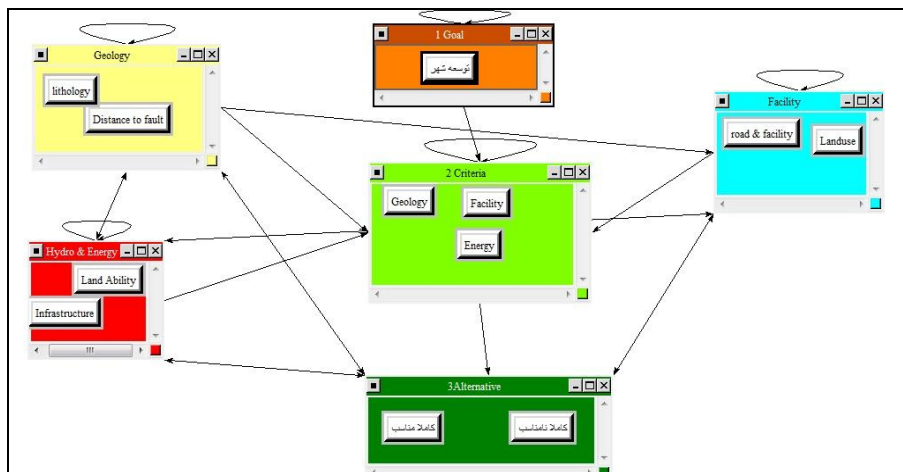 1 Goal
توسعه شهر
Geology
lithology
Distance to fault
Facility
road & facility
Landuse
2 Criteria
Geology
Facility
Energy
Hydro & Energy
Land Ability
Infrastructure
3Alternative
کاملا مناسب
کاملا نامناسب